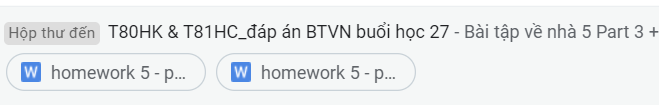 Hộp thư đến T80HK & T81HC_đáp án BTVN buổi học 27 - Bài tập về nhà 5 Part 3 +
W homework 5 - p... W homework 5 - p...